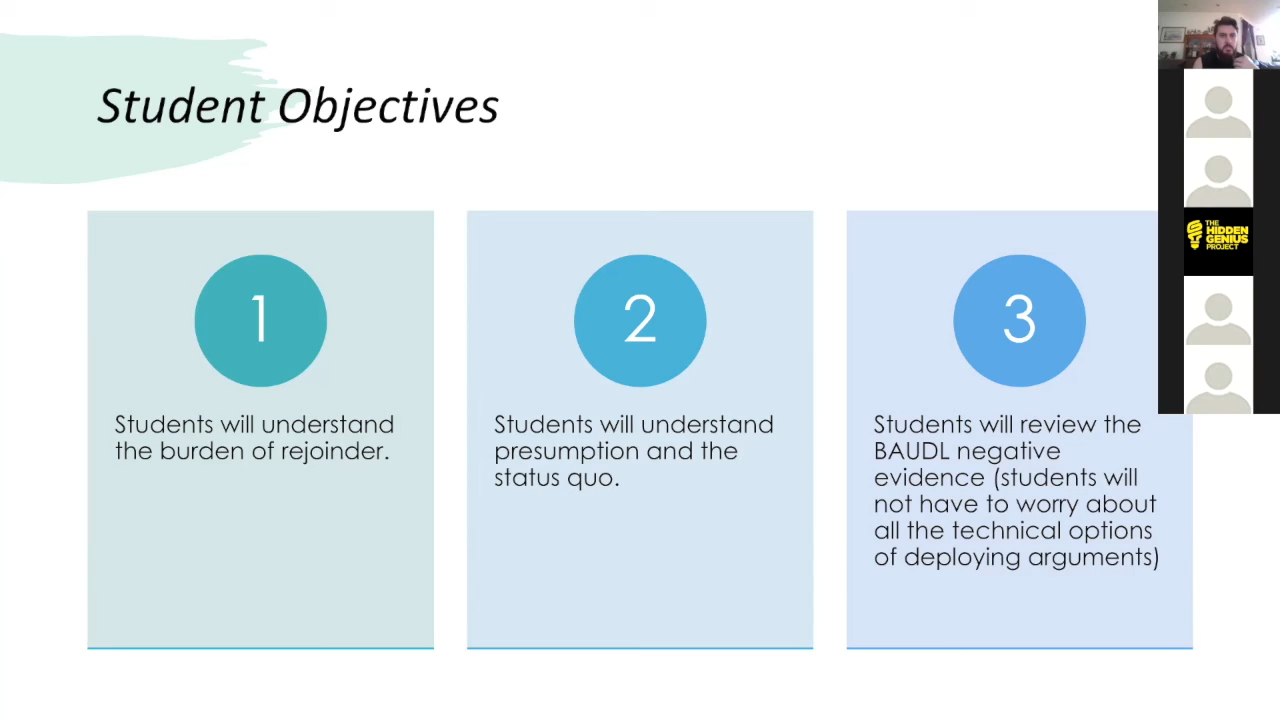 Student Objectives
1
Students will understand
the burden of rejoinder.
2
Students will understand
presumption and the
status quo.
3
Students will review the
BAUDL negative
evidence (students will
not have to worry about
all the technical options
of deploying arguments)
THE
HIDDEN
GENIUS
PROJECT